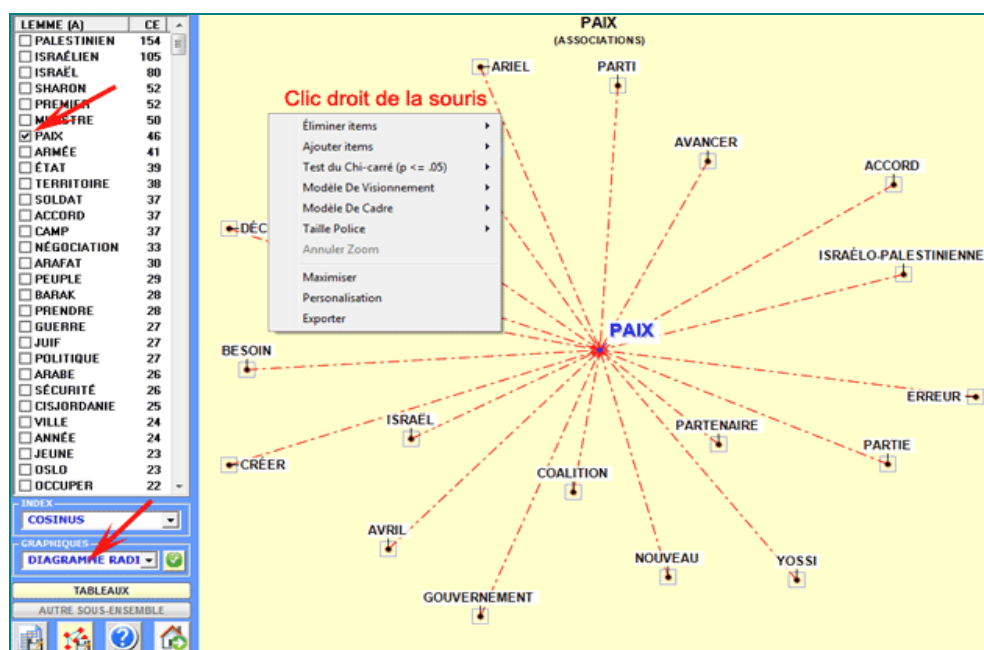 LEMME (A) CE
PALESTINIEN 154
ISRAÉLIEN 105
ISRAËL 80
SHARON 52
PREMIER 52
MINISTRE 50
PAIX 46
ARMÉE 41
ÉTAT 39
TERRITOIRE 38
SOLDAT 37
ACCORD 37
CAMP 37
NÉGOCIATION 33
ARAFAT 30
PEUPLE 29
BARAK 28
PRENDRE 28
GUERRE 27
JUIF 27
POLITIQUE 27
ARABE 26
SÉCURITÉ 26
CISJORDANIE 25
VILLE 24
ANNÉE 24
JEUNE 23
OSLO 23
OCCUPER 22
INDEX
COSINUS
GRAPHIQUES
DIAGRAMME RADI
TABLEAUX
AUTRE SOUS-ENSEMBLE
PAIX
(ASSOCIATIONS)
ARIEL
PARTI
Clic droit de la souris
Éliminer items
Ajouter items
Test du Chi-carré (p <= .05)
Modèle De Visionnement
Modèle De Cadre
Taille Police
Annuler Zoom
Maximiser
Personalisation
Exporter
AVANCER
ACCORD
DÉC
ISRAÉLO-PALESTINIENNE
PAIX
BESOIN
ERREUR
ISRAËL
PARTENAIRE
PARTIE
CRÉER
COALITION
AVRIL
NOUVEAU
YOSSI
GOUVERNEMENT